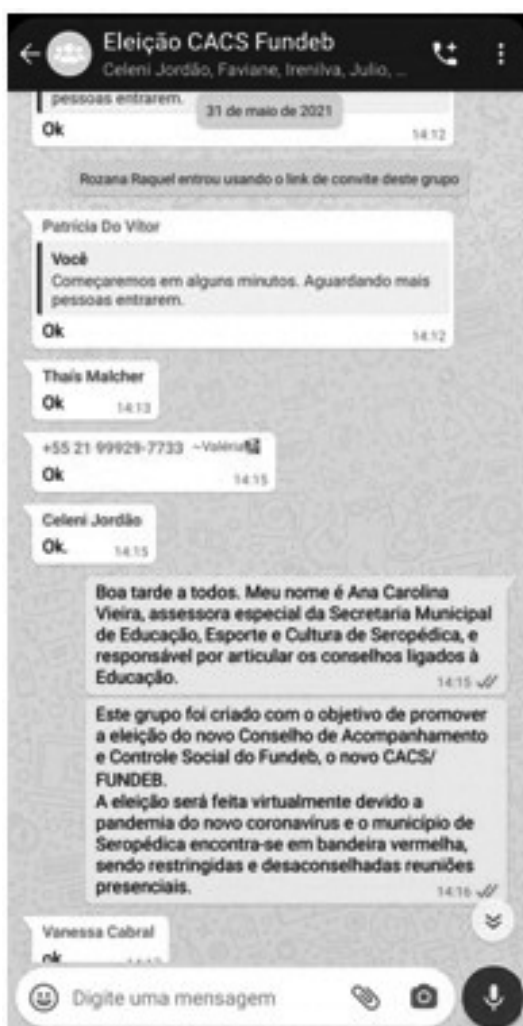 Eleição CACS Fundeb
Celeni Jordão, Faviane, Irenilva, Julio, ...
pessoas entrarem.
31 de maio de 2021
Ok
14:12
Rozana Raquel entrou usando o link de convite deste grupo
Patrícia Do Vitor
Você
Começaremos em alguns minutos. Aguardando mais
pessoas entrarem.
Ok
14:12
Thaís Malcher
Ok
14:13
+55 21 99929-7733 ~Valéria
Ok
14:15
Celeni Jordão
Ok.
14:15
Boa tarde a todos. Meu nome é Ana Carolina
Vieira, assessora especial da Secretaria Municipal
de Educação, Esporte e Cultura de Seropédica, e
responsável por articular os conselhos ligados à
Educação.
14:15
Este grupo foi criado com o objetivo de promover
a eleição do novo Conselho de Acompanhamento
e Controle Social do Fundeb, o novo CACS/
FUNDEB.
A eleição será feita virtualmente devido a
pandemia do novo coronavírus e o município de
Seropédica encontra-se em bandeira vermelha,
sendo restringidas e desaconselhadas reuniões
presenciais.
14:16
Vanessa Cabral
ok
Digite uma mensagem